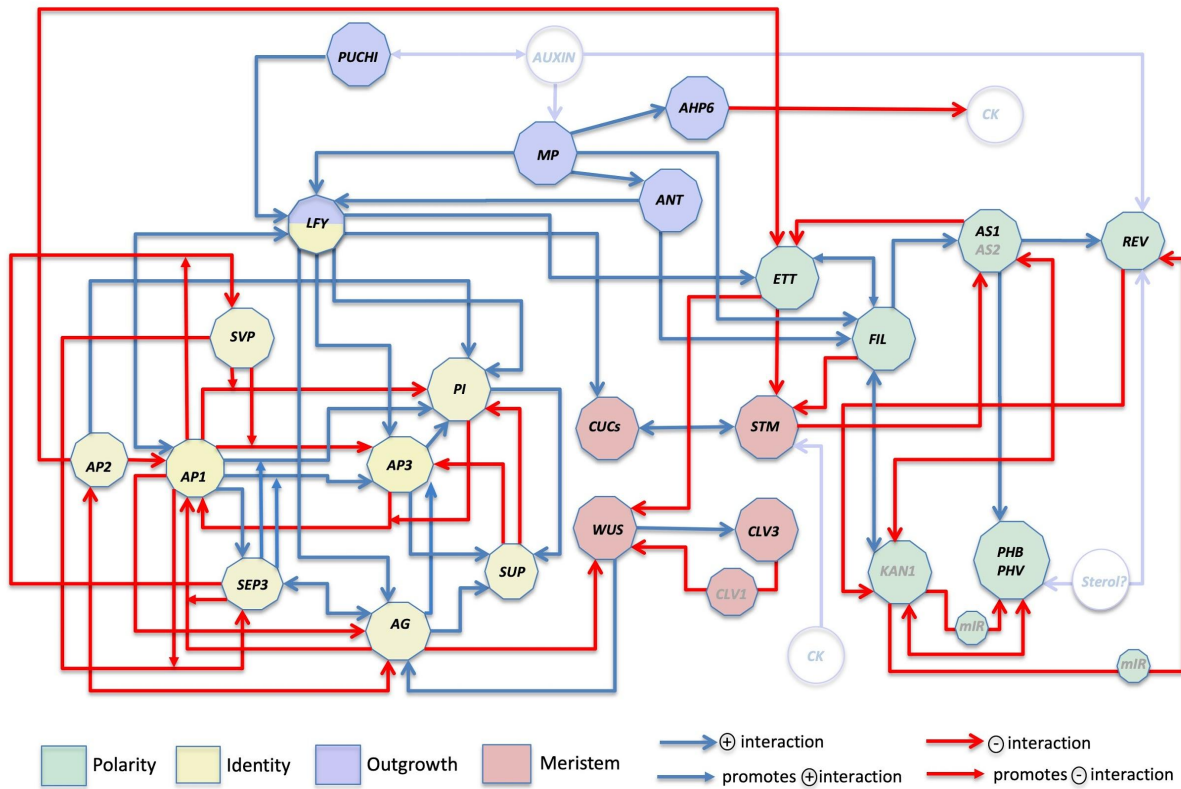 PUCHI
AUXIN
AHP6
CK
MP
ANT
LFY
AS1
AS2
REV
ETT
SVP
FIL
PI
CUCs
STM
AP2
AP1
AP3
WUS
CLV3
KAN1
PHB
PHV
SEP3
SUP
CLV1
Sterol?
AG
mIR
CK
mIR
Polarity
Identity
Outgrowth
Meristem
+ interaction
- interaction
promotes + interaction
promotes - interaction